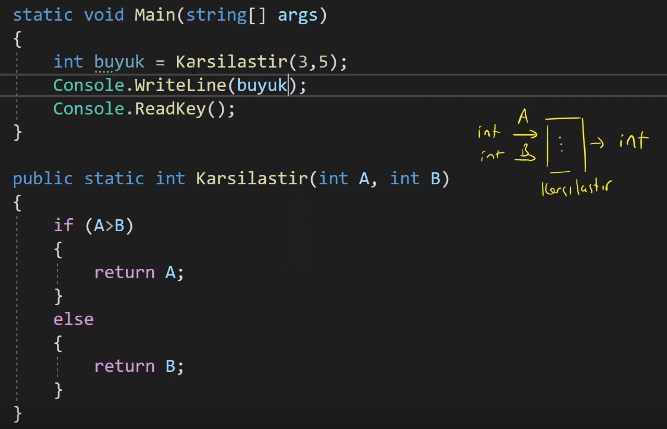 static void Main(string[] args)
{
    int buyuk = Karsilastir(3,5);
    Console.WriteLine(buyuk);
    Console.ReadKey();
}
int A
int B
→ int
Karsilastir
public static int Karsilastir(int A, int B)
{
    if (A>B)
    {
        return A;
    }
    else
    {
        return B;
    }
}